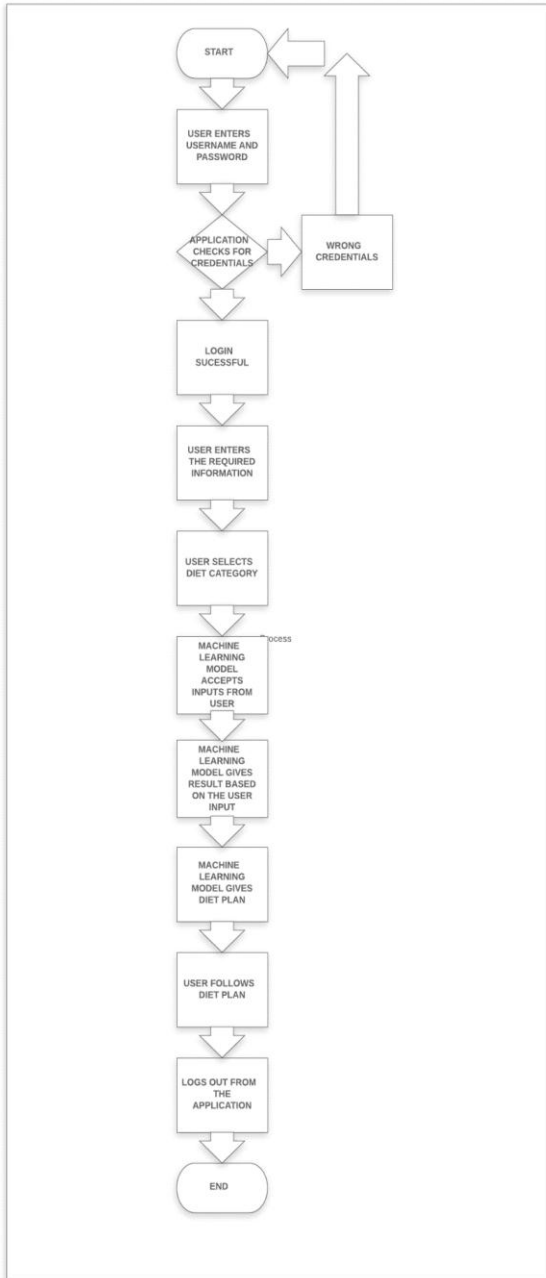 START
USER ENTERS
USERNAME AND
PASSWORD
APPLICATION
CHECKS FOR
CREDENTIALS
WRONG
CREDENTIALS
LOGIN
SUCESSFUL
USER ENTERS
THE REQUIRED
INFORMATION
USER SELECTS
DIET CATEGORY
Process
MACHINE
LEARNING
MODEL
ACCEPTS
INPUTS FROM
USER
MACHINE
LEARNING
MODEL GIVES
RESULT BASED
ON THE USER
INPUT
MACHINE
LEARNING
MODEL GIVES
DIET PLAN
USER FOLLOWS
DIET PLAN
LOGS OUT FROM
THE
APPLICATION
END